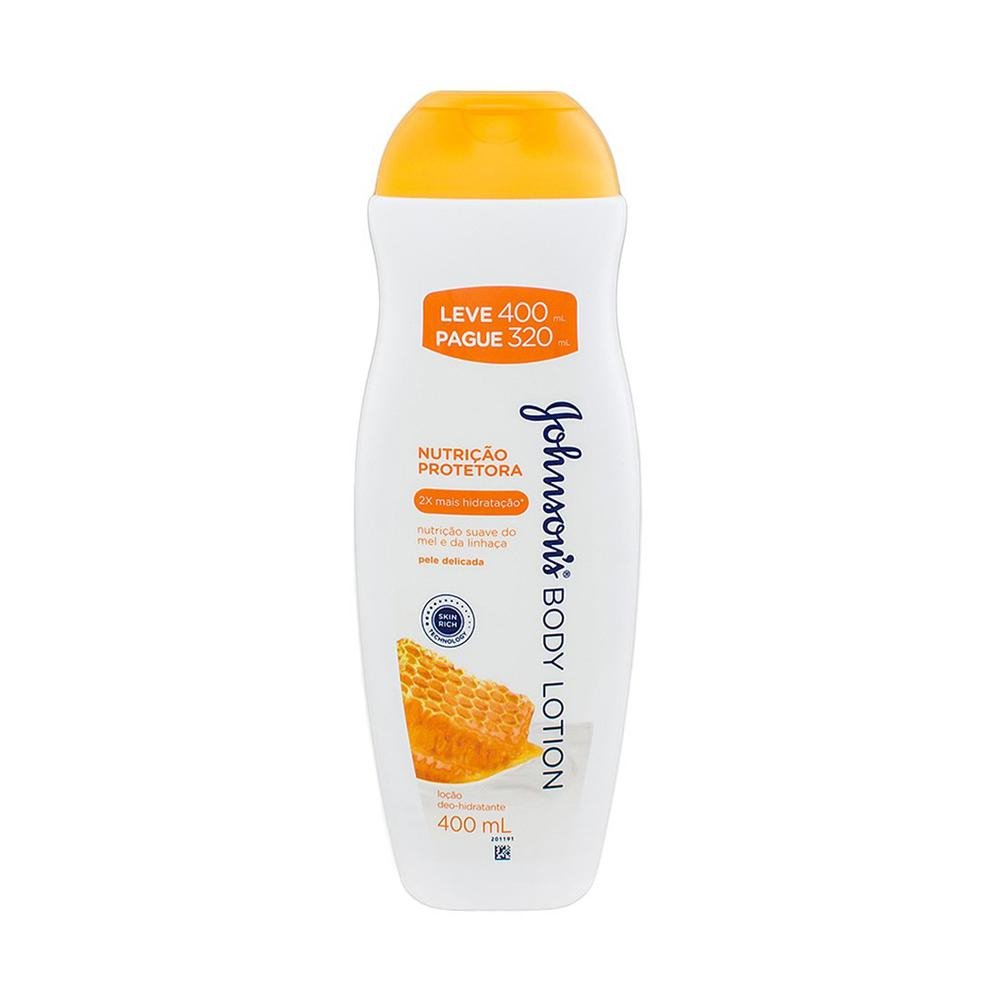 LEVE 400 mL
PAGUE 320 mL
Johnson's® BODY LOTION
NUTRIÇÃO
PROTETORA
2X mais hidratação*
nutrição suave do
mel e da linhaça
pele delicada
SKIN
RICH
TECHNOLOGY
loção
deo-hidratante
400 mL
201191